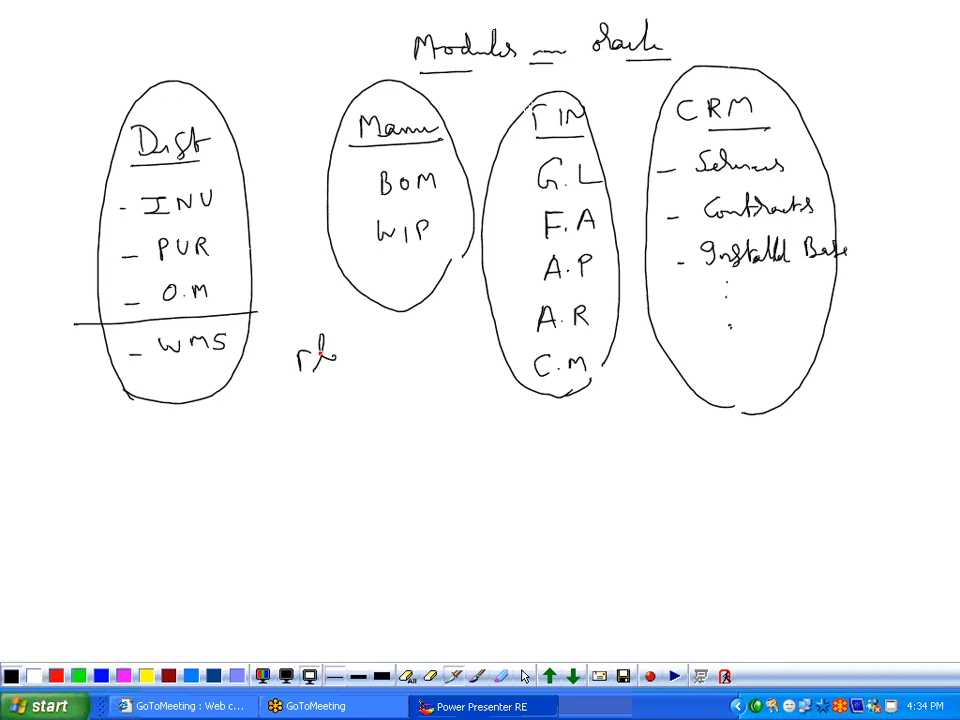 Modules in Oracle
Dist
- INV
- PUR
- O.M
- WMS
Manu
BOM
WIP
FIN
G.L
F.A
A.P
A.R
C.M
CRM
- Services
- Contracts
- Installd Base
start
GoToMeeting : Web c...
GoToMeeting
Power Presenter RE
4:34 PM